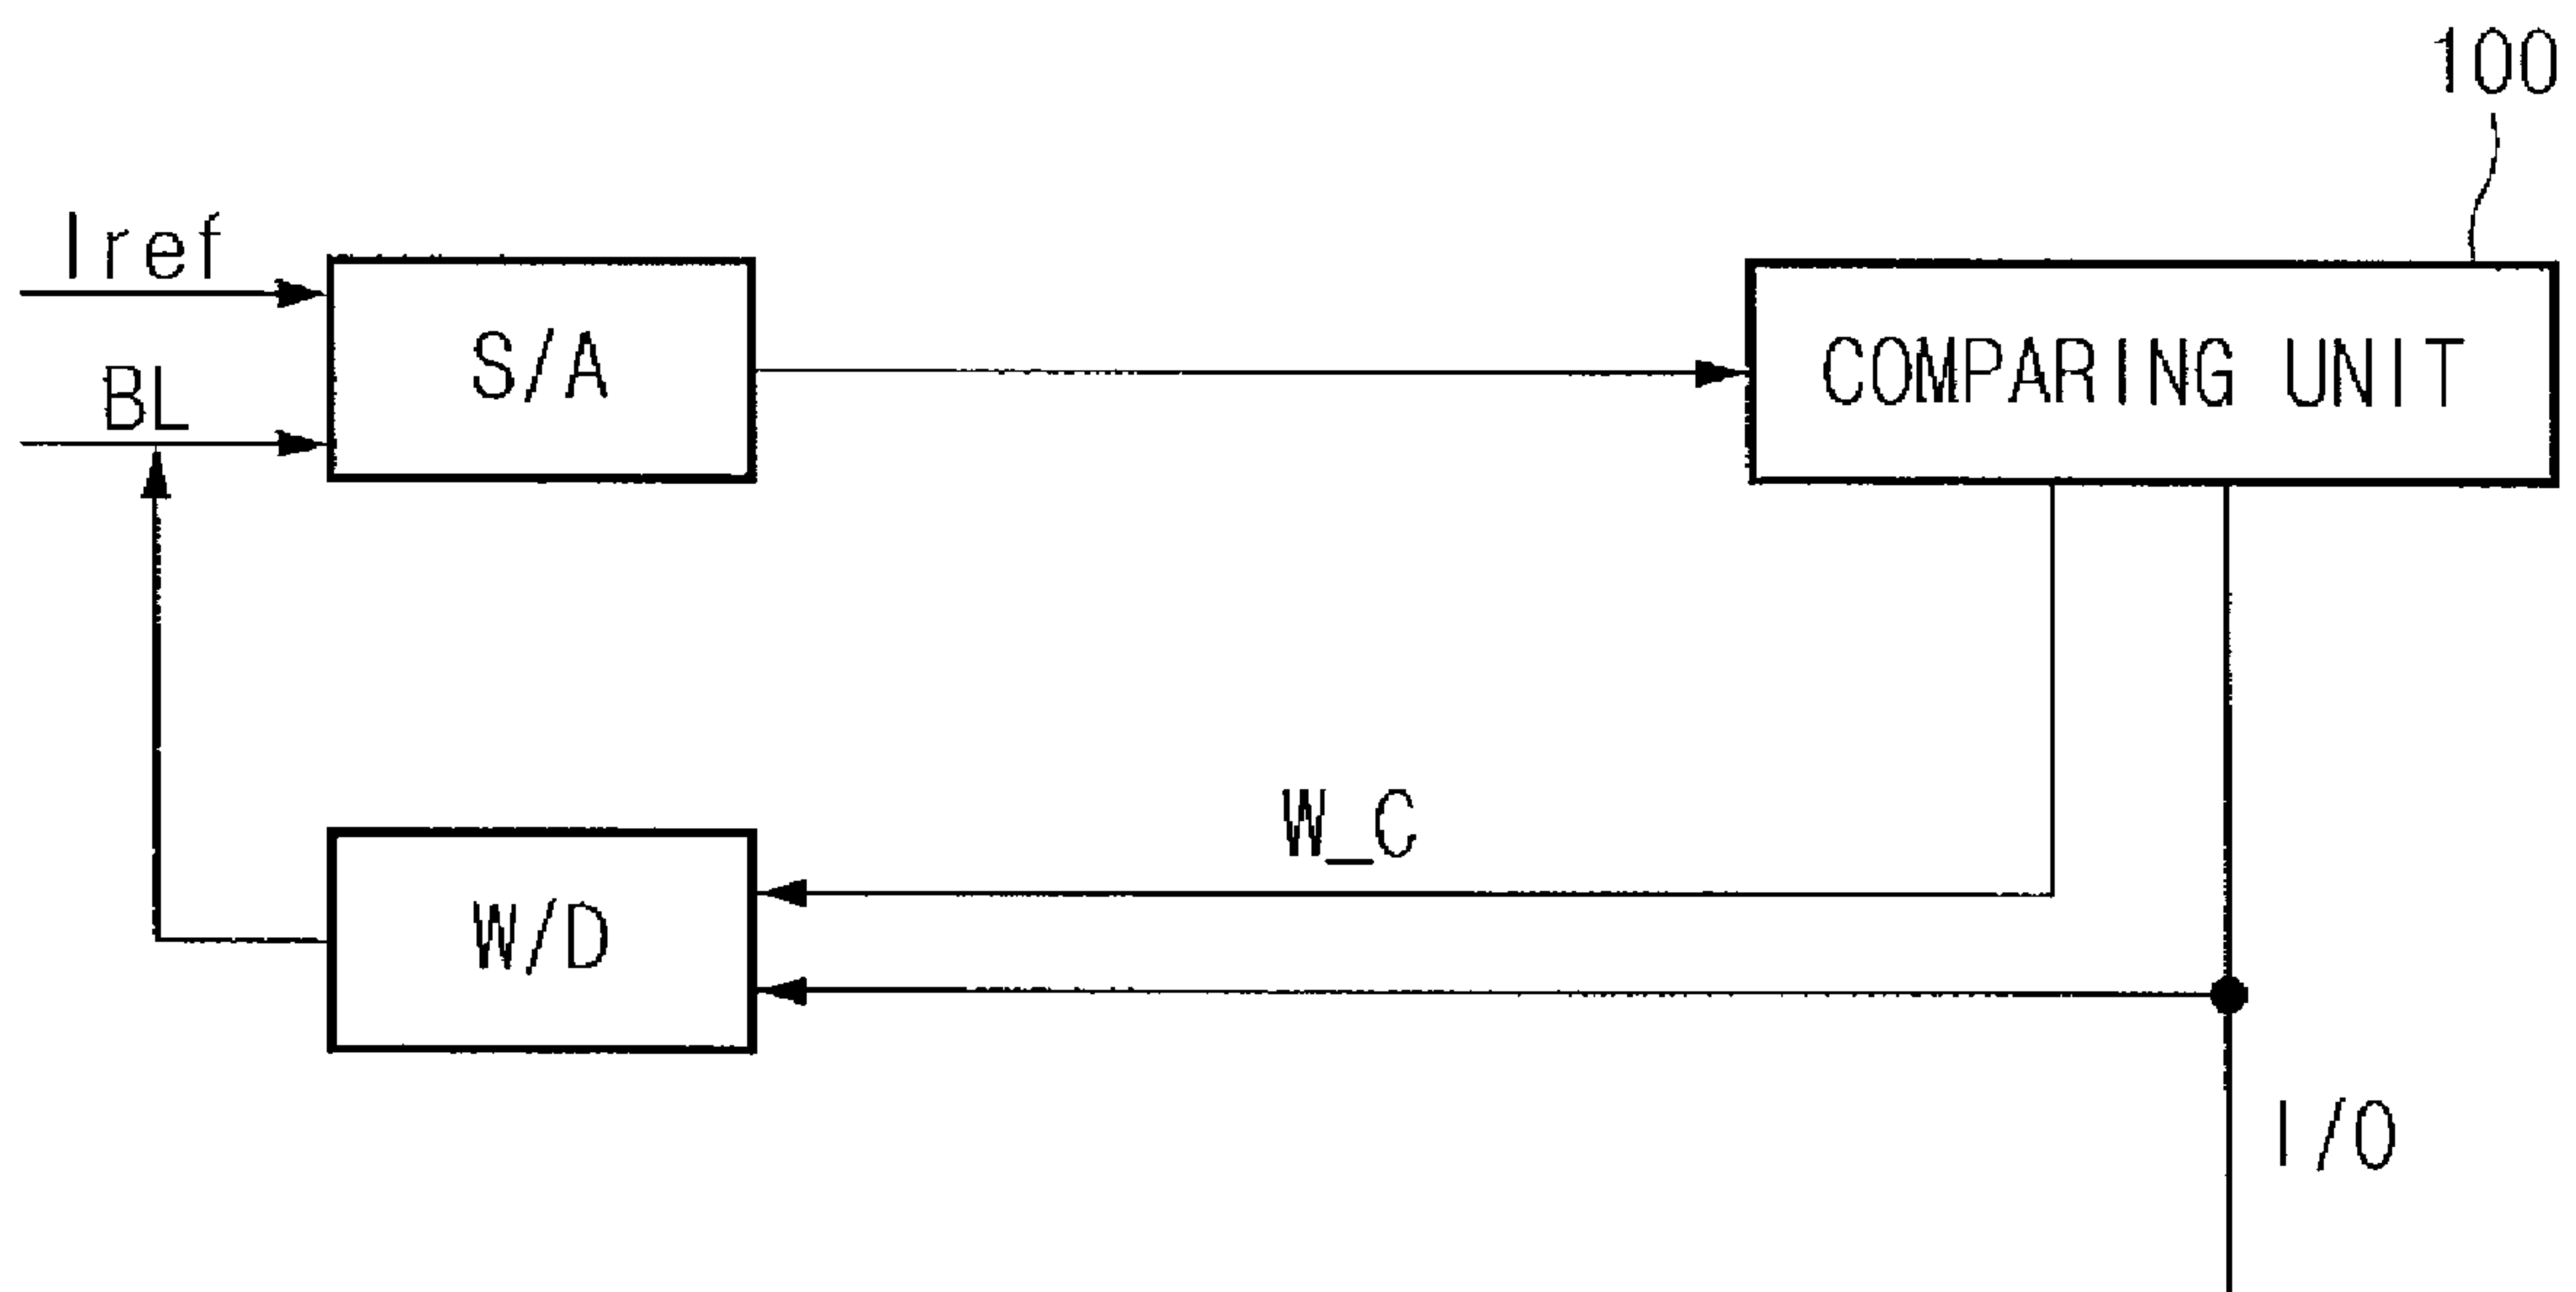 100
Iref
S/A
COMPARING UNIT
BL
W_C
W/D
I/O